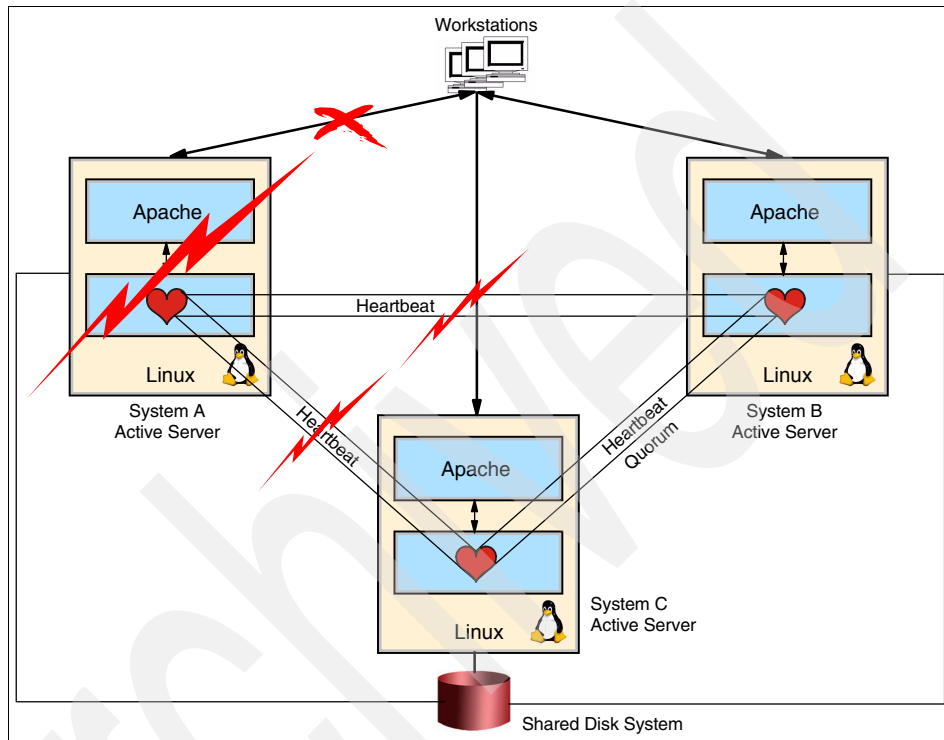 Workstations
Apache
Apache
Heartbeat
Linux
Linux
System A
Active Server
System B
Active Server
Heartbeat
Heartbeat
Quorum
Apache
System C
Active Server
Linux
Shared Disk System